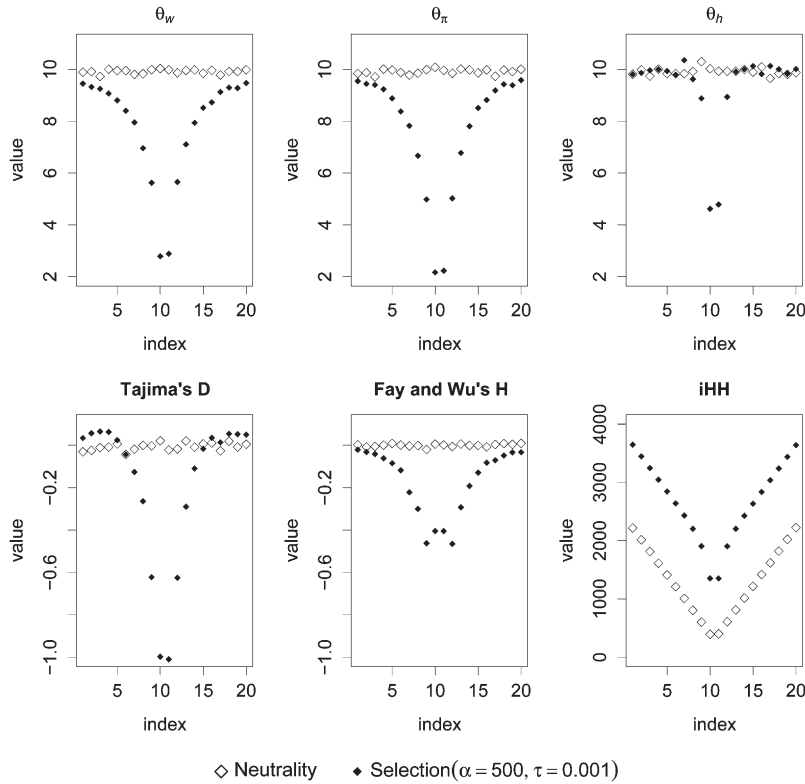 θw θπ θh
value 2 4 6 8 10
5 10 15 20
index
value 2 4 6 8 10
5 10 15 20
index
value 2 4 6 8 10
5 10 15 20
index
Tajima's D Fay and Wu's H iHH
value −1.0 −0.6 −0.2
5 10 15 20
index
value −1.0 −0.6 −0.2
5 10 15 20
index
value 0 1000 2000 3000 4000
5 10 15 20
index
Neutrality Selection(α = 500, τ = 0.001)